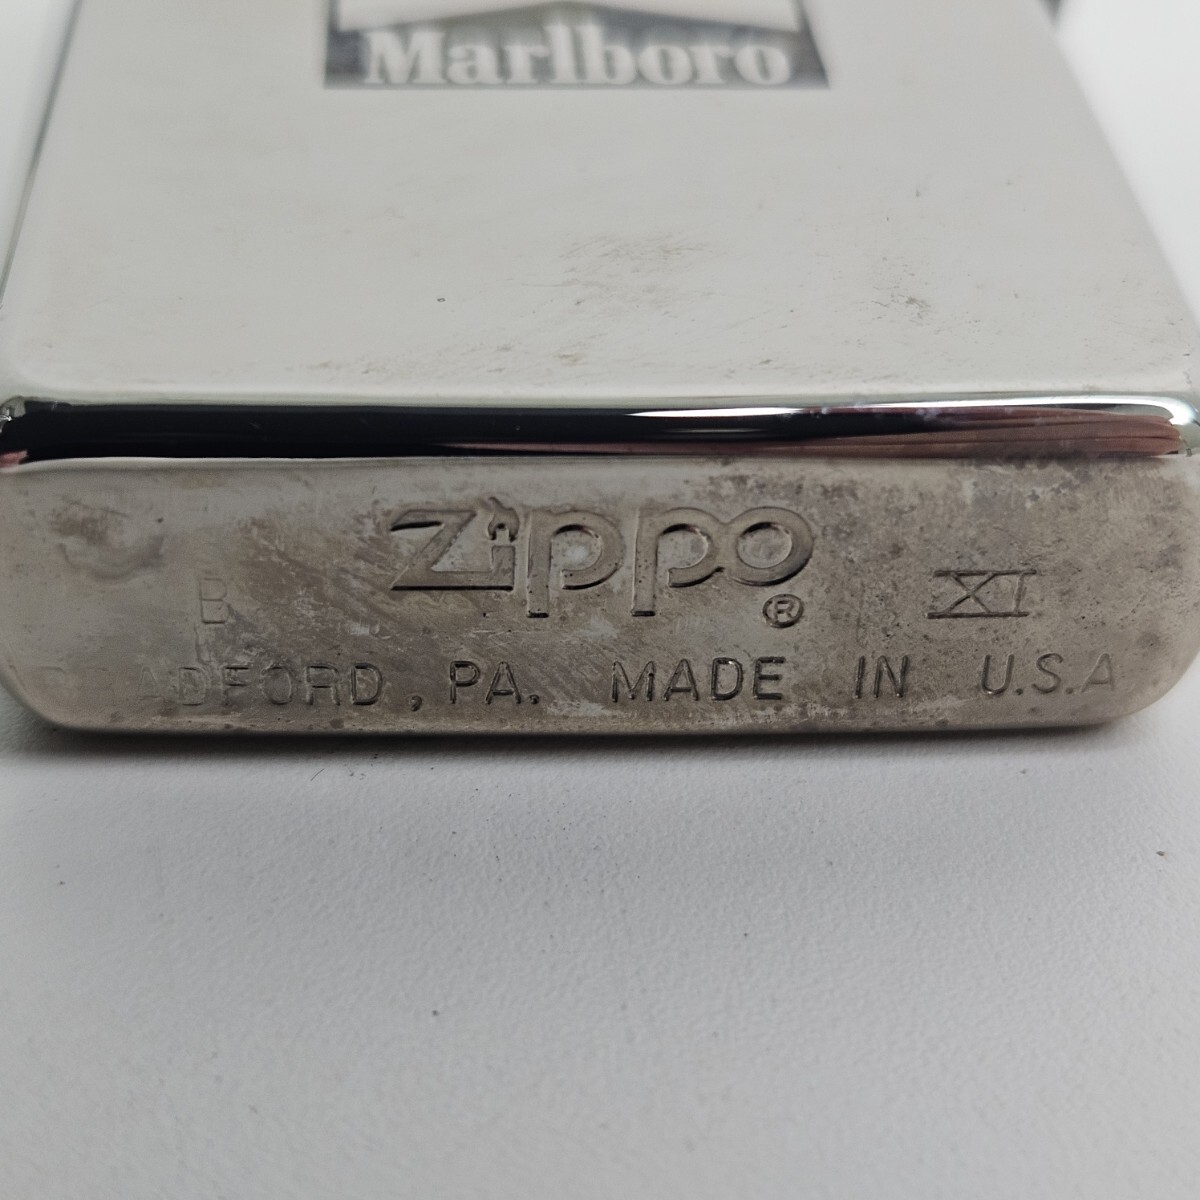 Marlboro
Zippo ®
B XI
BRADFORD, PA. MADE IN U.S.A